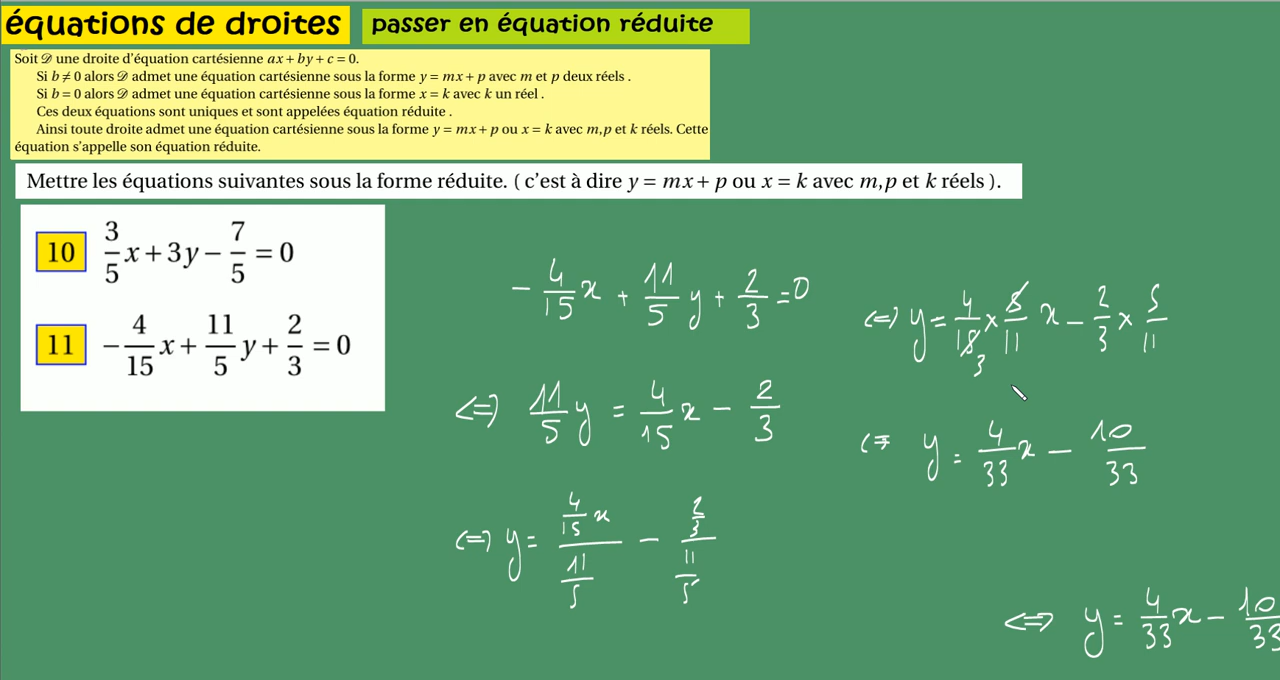 équations de droites
passer en équation réduite
Soit 𝒟 une droite d'équation cartésienne ax + by + c = 0.
Si b ≠ 0 alors 𝒟 admet une équation cartésienne sous la forme y = mx + p avec m et p deux réels .
Si b = 0 alors 𝒟 admet une équation cartésienne sous la forme x = k avec k un réel .
Ces deux équations sont uniques et sont appelées équation réduite .
Ainsi toute droite admet une équation cartésienne sous la forme y = mx + p ou x = k avec m,p et k réels. Cette
équation s'appelle son équation réduite.
Mettre les équations suivantes sous la forme réduite. ( c'est à dire y = mx + p ou x = k avec m,p et k réels ).
10 3/5 x + 3y − 7/5 = 0
11 −4/15 x + 11/5 y + 2/3 = 0
− 4/15 x + 11/5 y + 2/3 = 0
<=> 11/5 y = 4/15 x − 2/3
<=> y = (4/15 x)/(11/5) − (2/3)/(11/5)
<=> y = 4/15 3 × 5/11 x − 2/3 × 5/11
<=> y = 4/33 x − 10/33
<=> y = 4/33 x − 10/33